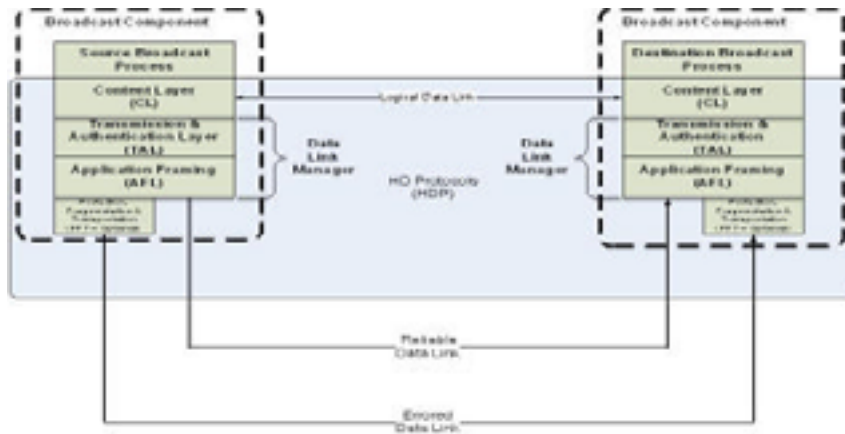 Broadcast Component
Source Broadcast
Process
Content Layer
(CL)
Transmission &
Authentication Layer
(TAL)
Application Framing
(AFL)
Data
Link
Manager
Logical Data Link
HD Protocols
(HDP)
Data
Link
Manager
Broadcast Component
Destination Broadcast
Process
Content Layer
(CL)
Transmission &
Authentication
(TAL)
Application Framing
(AFL)
Reliable
Data Link
Errored
Data Link